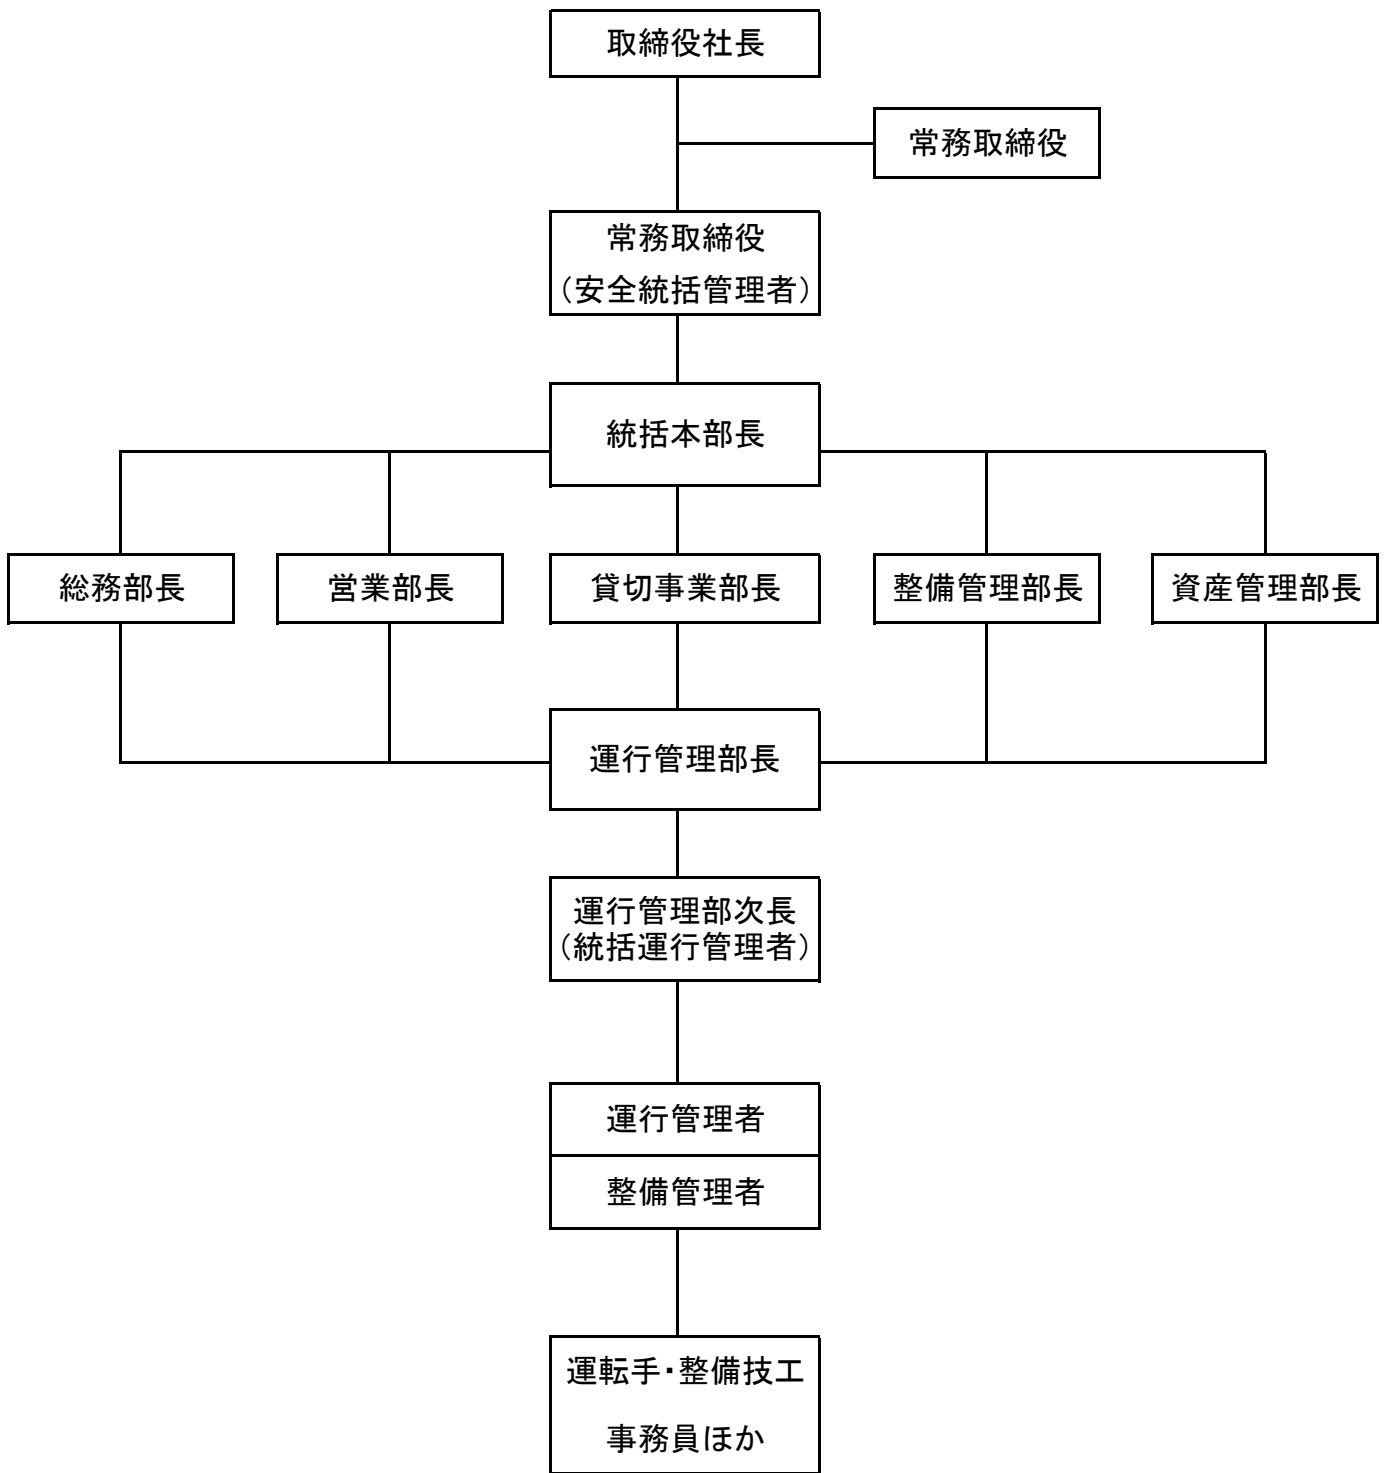 取締役社長
常務取締役
常務取締役
（安全統括管理者）
統括本部長
総務部長
営業部長
貸切事業部長
整備管理部長
資産管理部長
運行管理部長
運行管理部次長
（統括運行管理者）
運行管理者
整備管理者
運転手・整備技工
事務員ほか